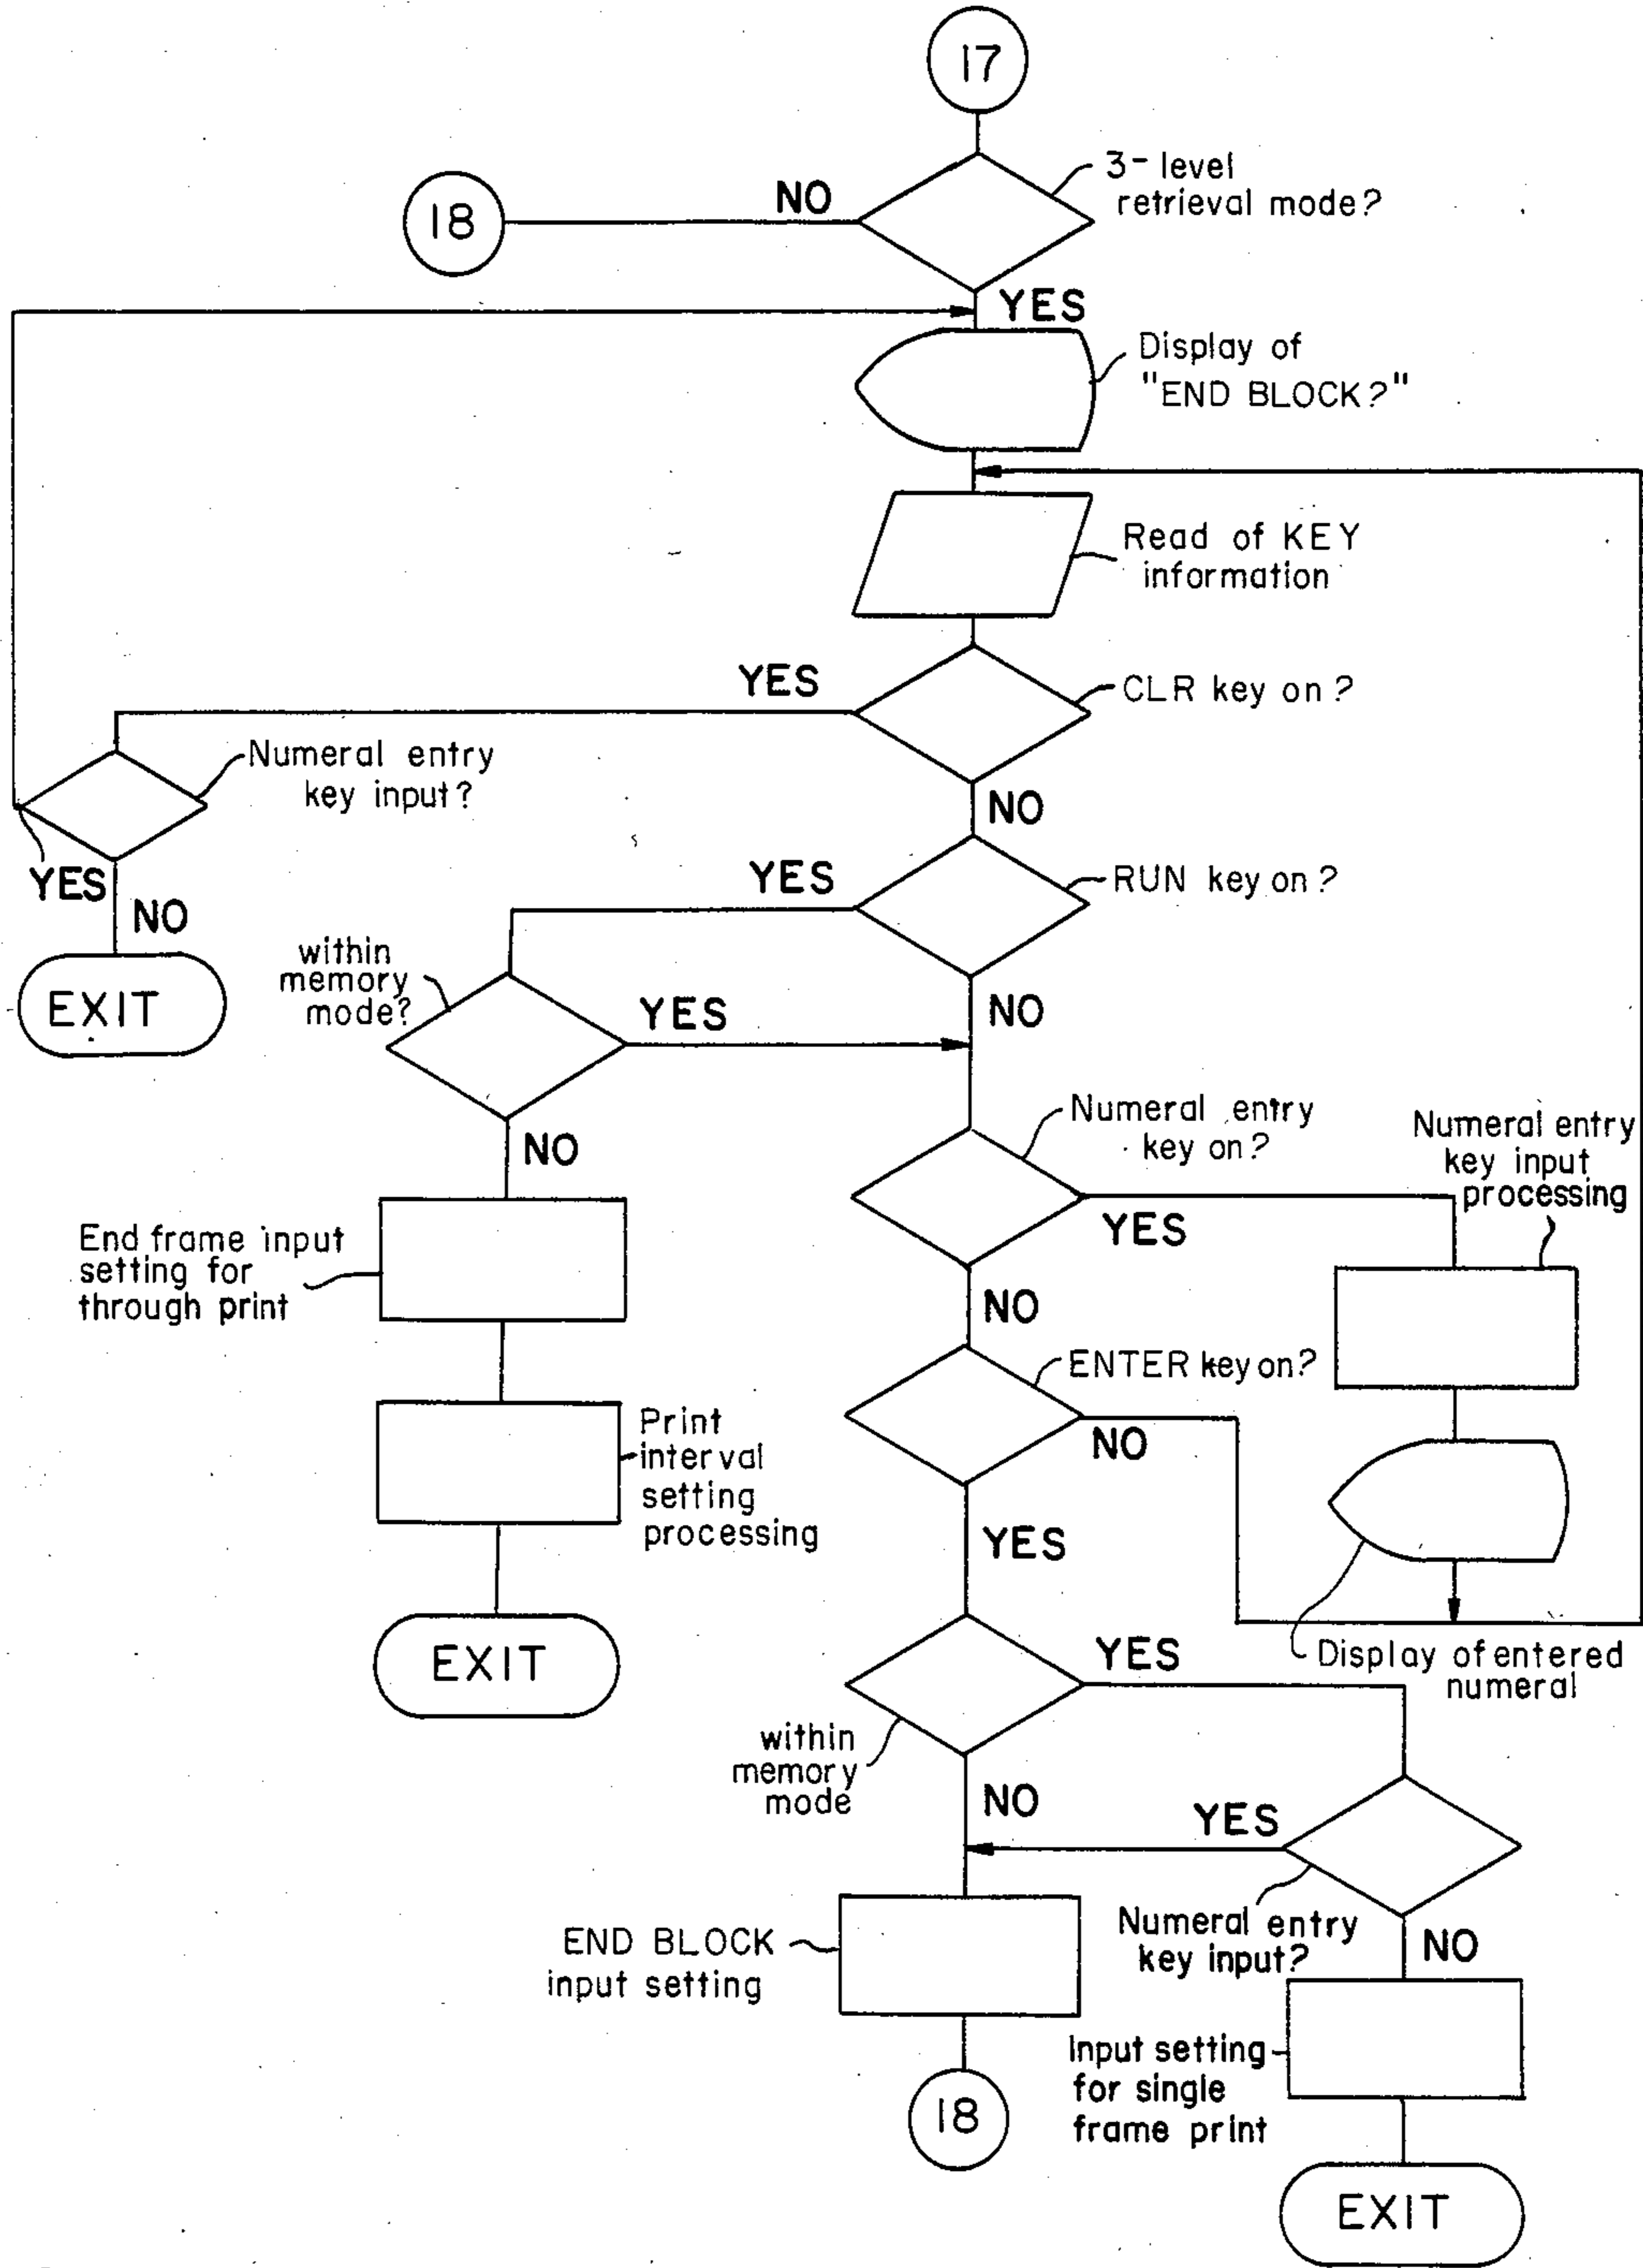 17
3-level
retrieval mode?
NO
18
YES
Display of
"END BLOCK?"
Read of KEY
information
YES
CLR key on?
Numeral entry
key input?
NO
YES
NO
EXIT
YES
RUN key on?
within
memory
mode?
YES
NO
Numeral entry
key on?
Numeral entry
key input
processing
NO
YES
End frame input
setting for
through print
NO
ENTER key on?
NO
Print
interval
setting
processing
YES
EXIT
YES
Display of entered
numeral
within
memory
mode
NO
YES
Numeral entry
key input?
NO
END BLOCK
input setting
18
Input setting
for single
frame print
EXIT